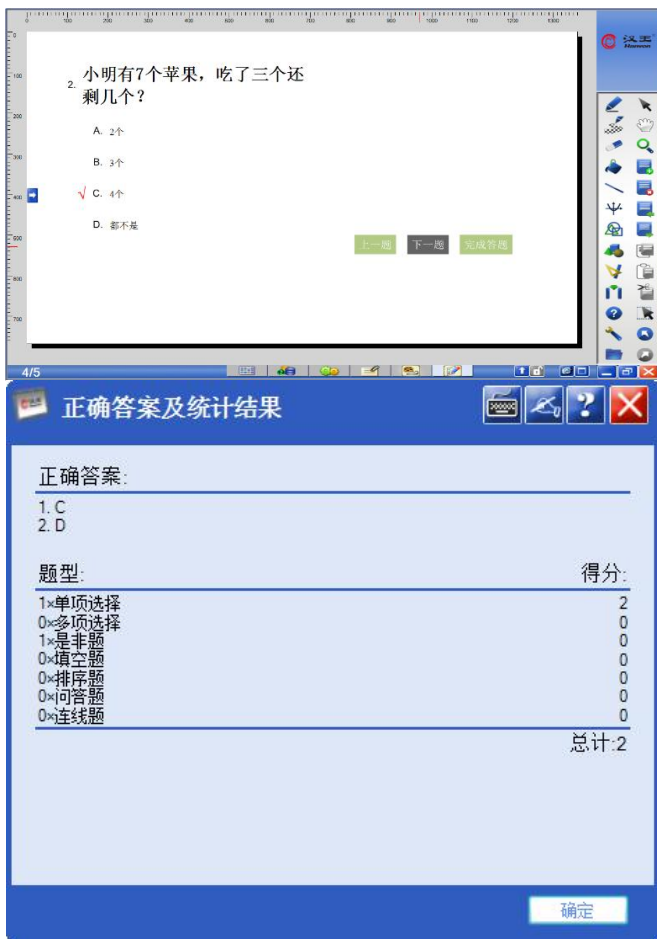 汉王
Hanwon
2. 小明有7个苹果，吃了三个还
剩几个？
A. 2个
B. 3个
√ C. 4个
D. 都不是
上一题 下一题 完成答题
4/5
正确答案及统计结果
正确答案:
1. C
2. D
题型: 得分:
1×单项选择 2
0×多项选择 0
1×是非题 0
0×填空题 0
0×排序题 0
0×问答题 0
0×连线题 0
总计:2
确定